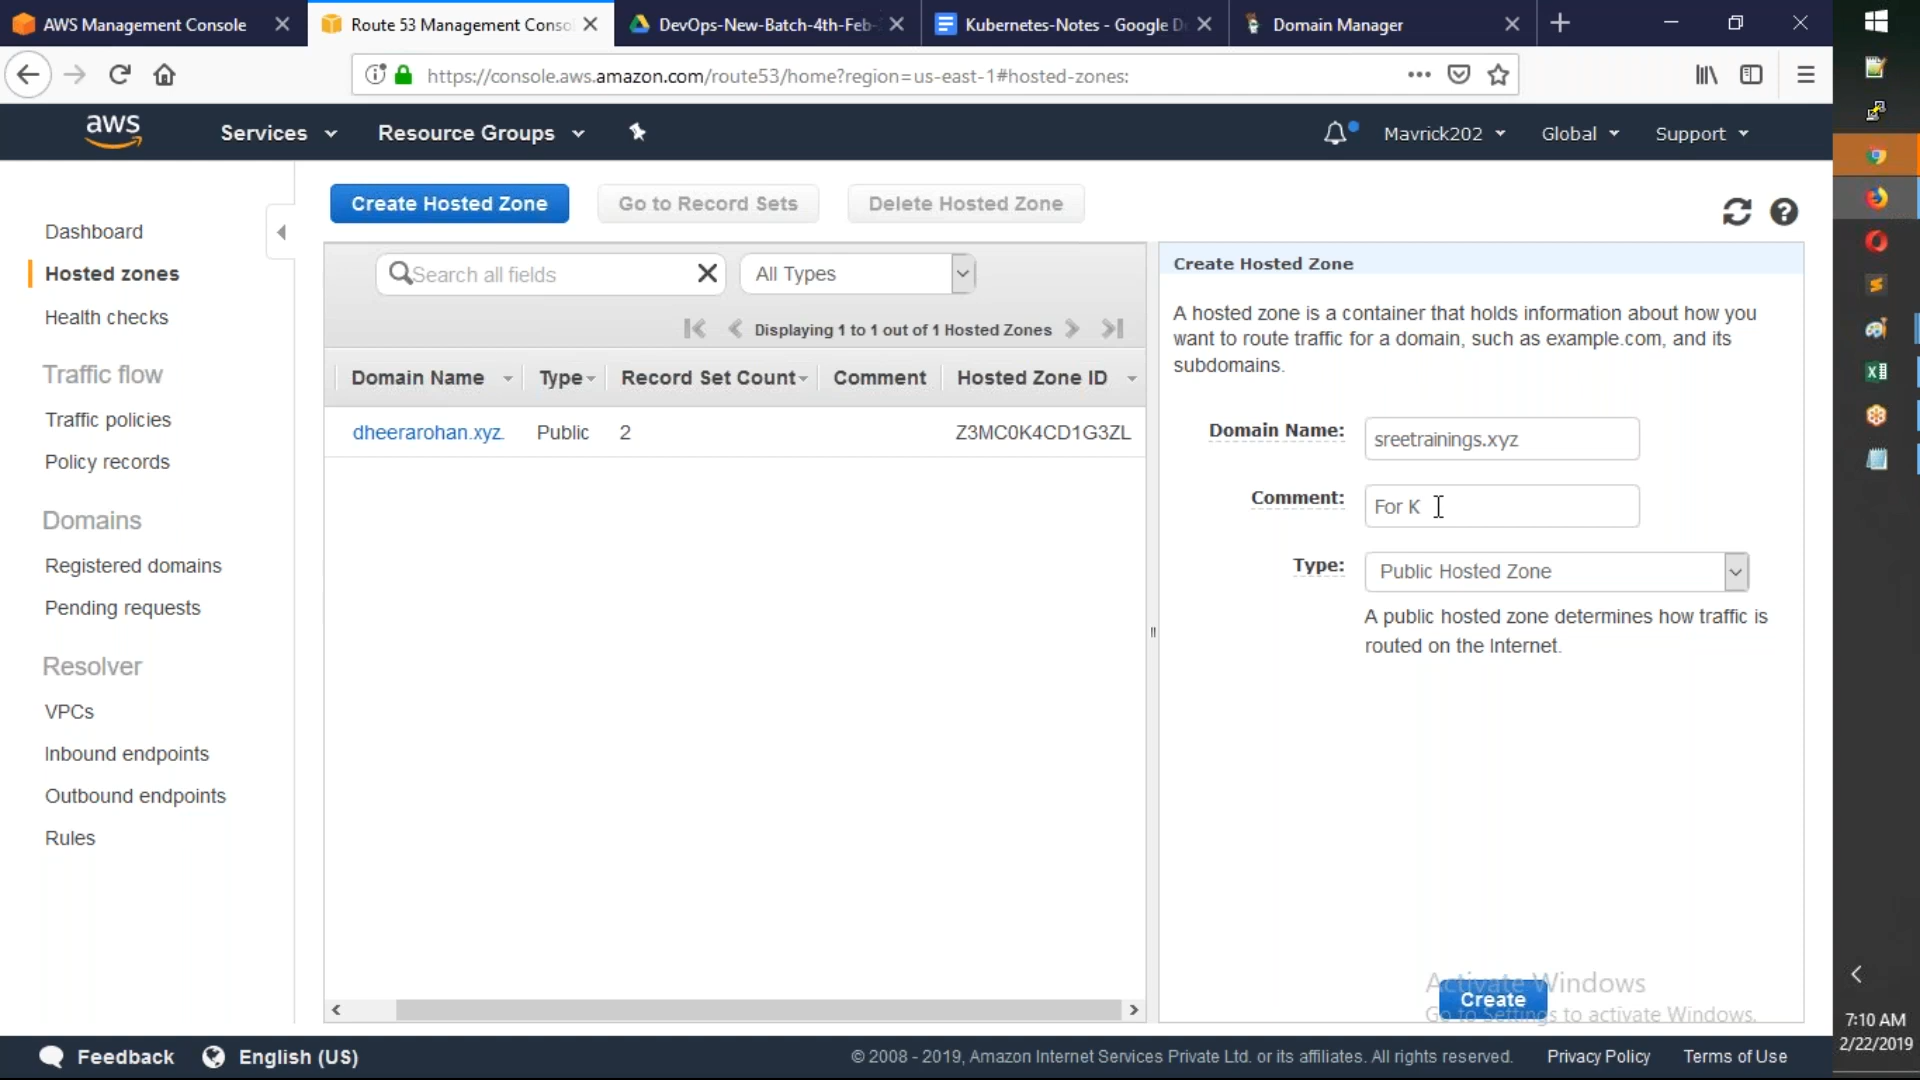 AWS Management Console
Route 53 Management Conso
DevOps-New-Batch-4th-Feb-
Kubernetes-Notes - Google D
Domain Manager
https://console.aws.amazon.com/route53/home?region=us-east-1#hosted-zones:
aws
Services
Resource Groups
Mavrick202
Global
Support
Dashboard
Hosted zones
Health checks
Traffic flow
Traffic policies
Policy records
Domains
Registered domains
Pending requests
Resolver
VPCs
Inbound endpoints
Outbound endpoints
Rules
Create Hosted Zone
Go to Record Sets
Delete Hosted Zone
Search all fields
All Types
Displaying 1 to 1 out of 1 Hosted Zones
Domain Name Type Record Set Count Comment Hosted Zone ID
dheerarohan.xyz. Public 2 Z3MC0K4CD1G3ZL
Create Hosted Zone
A hosted zone is a container that holds information about how you
want to route traffic for a domain, such as example.com, and its
subdomains.
Domain Name: sreetrainings.xyz
Comment: For K
Type: Public Hosted Zone
A public hosted zone determines how traffic is
routed on the Internet.
Activate Windows
Create
Go to Settings to activate Windows.
7:10 AM
2/22/2019
Feedback
English (US)
© 2008 - 2019, Amazon Internet Services Private Ltd. or its affiliates. All rights reserved.
Privacy Policy
Terms of Use